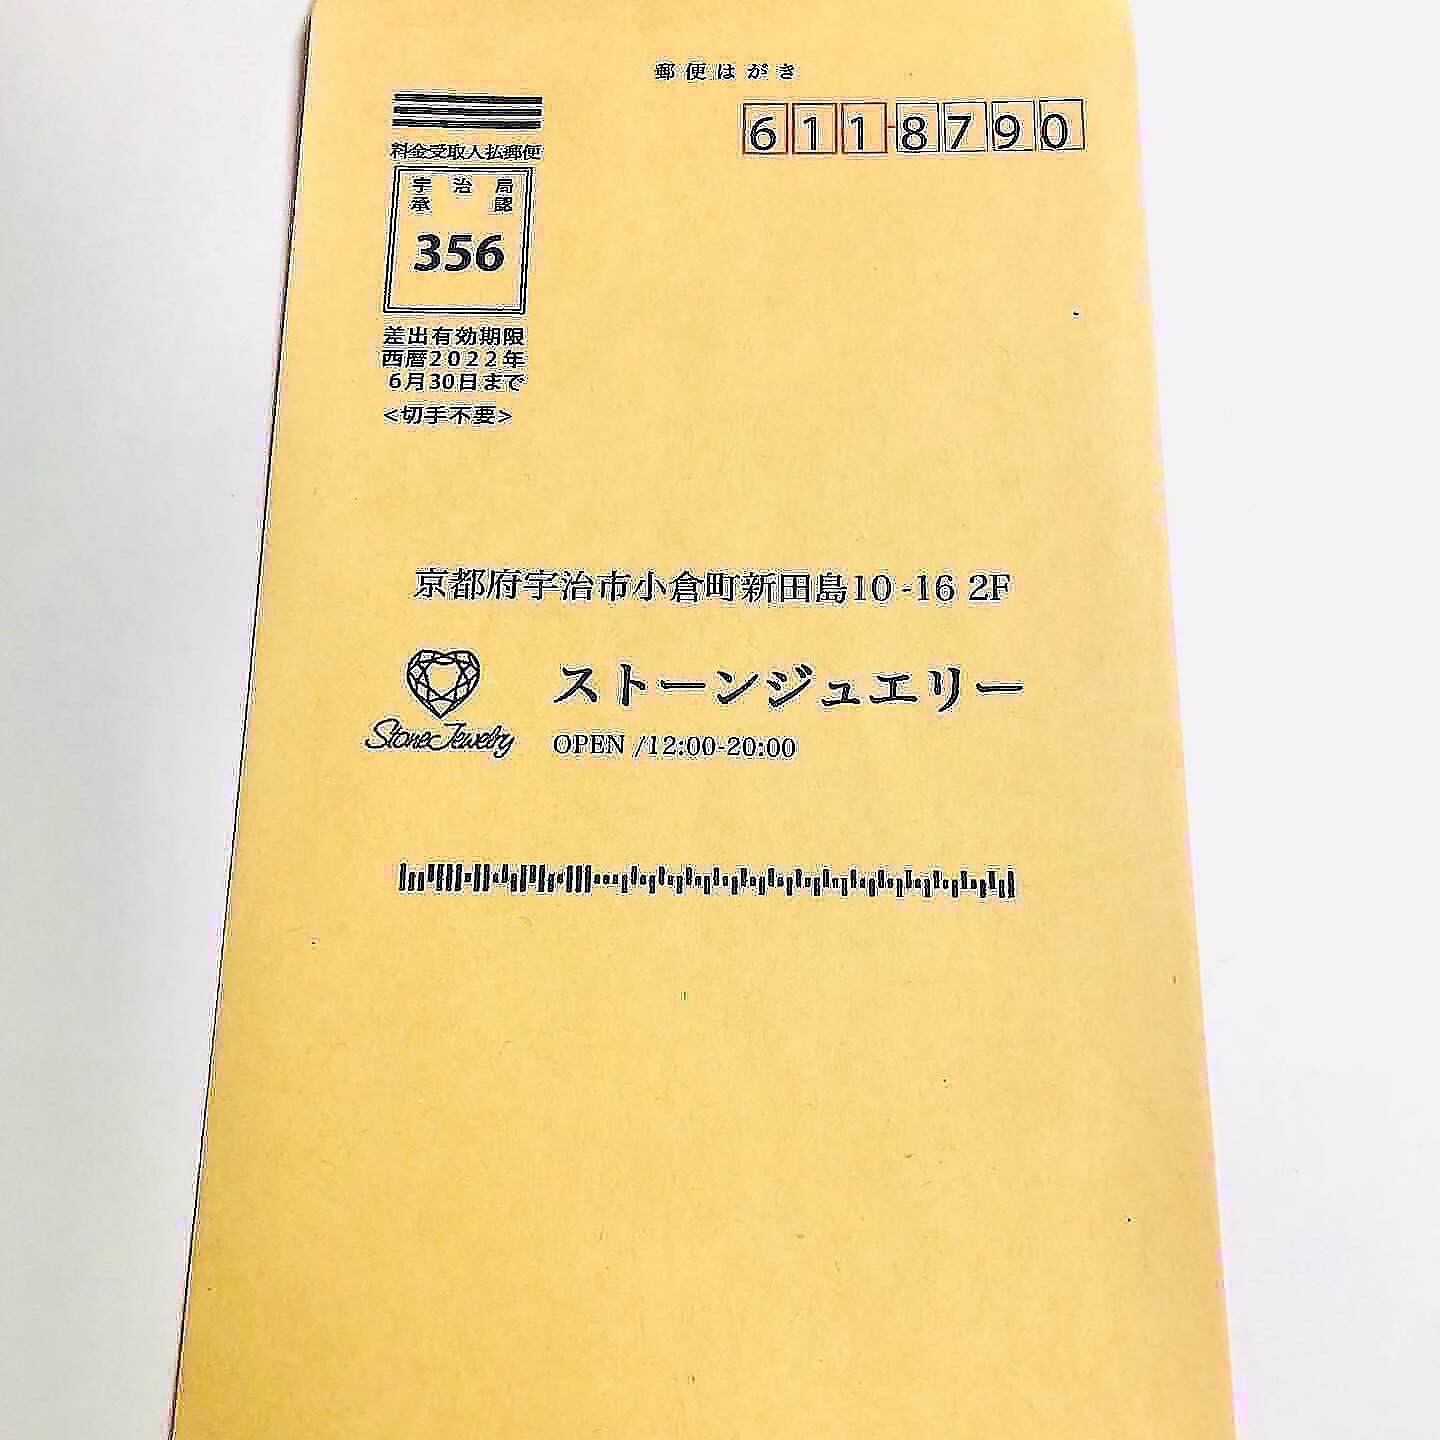 郵便はがき
611-8790
料金受取人払郵便
宇治局
承認
356
差出有効期限
西暦2022年
6月30日まで
<切手不要>
京都府宇治市小倉町新田島10-16 2F
ストーンジュエリー
Stone Jewelry
OPEN /12:00-20:00